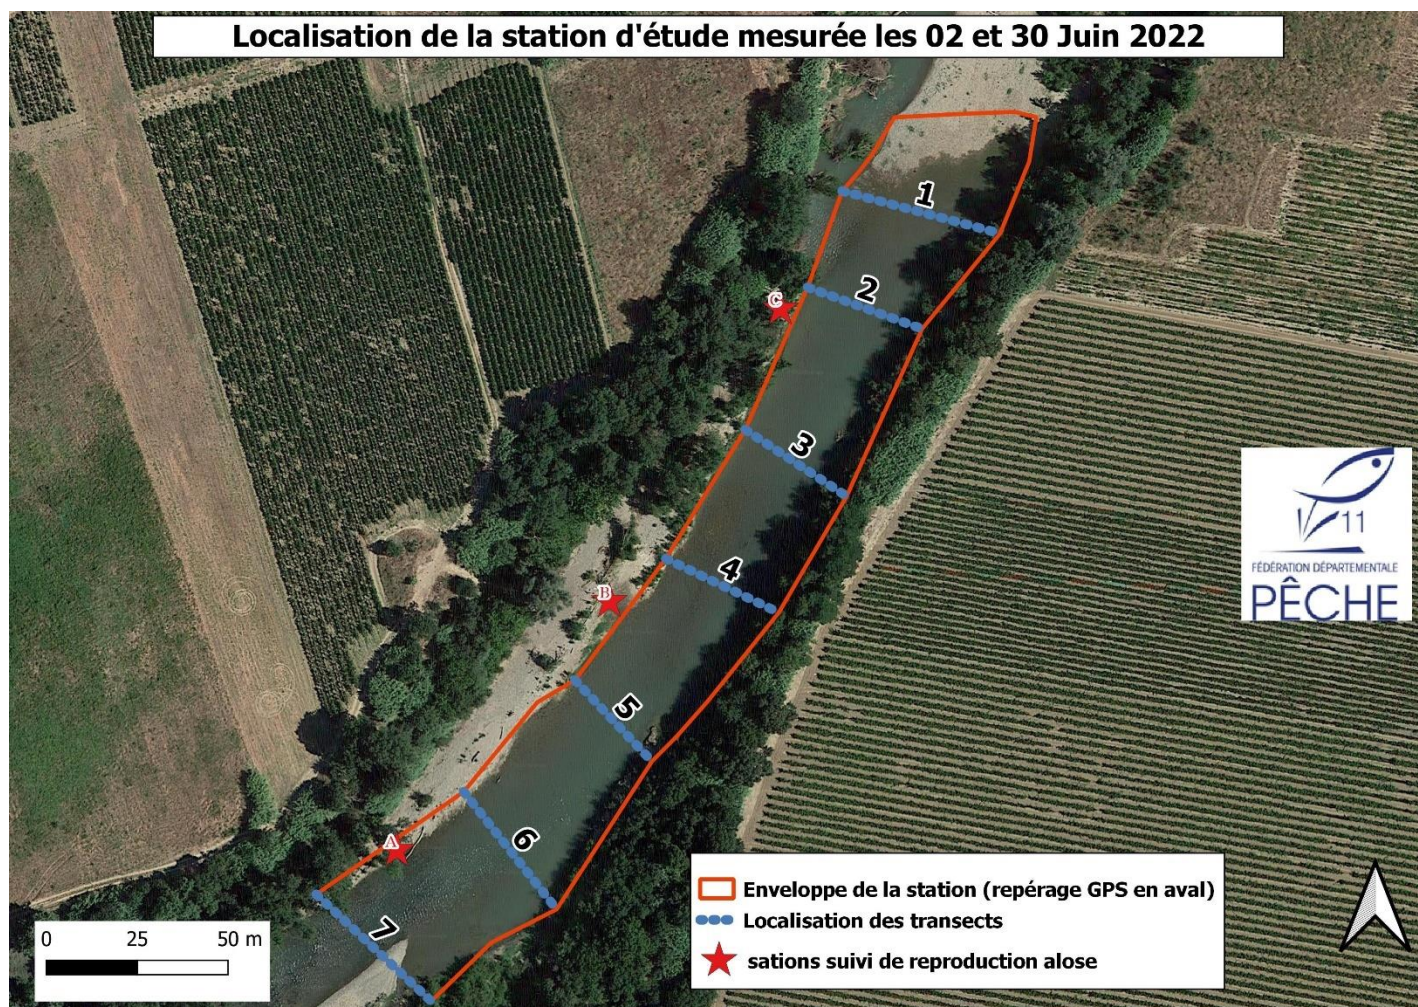 Localisation de la station d'étude mesurée les 02 et 30 Juin 2022
1
2
C
3
11
FÉDÉRATION DÉPARTEMENTALE
PÊCHE
4
B
5
A
6
7
Enveloppe de la station (repérage GPS en aval)
Localisation des transects
sations suivi de reproduction alose
0 25 50 m